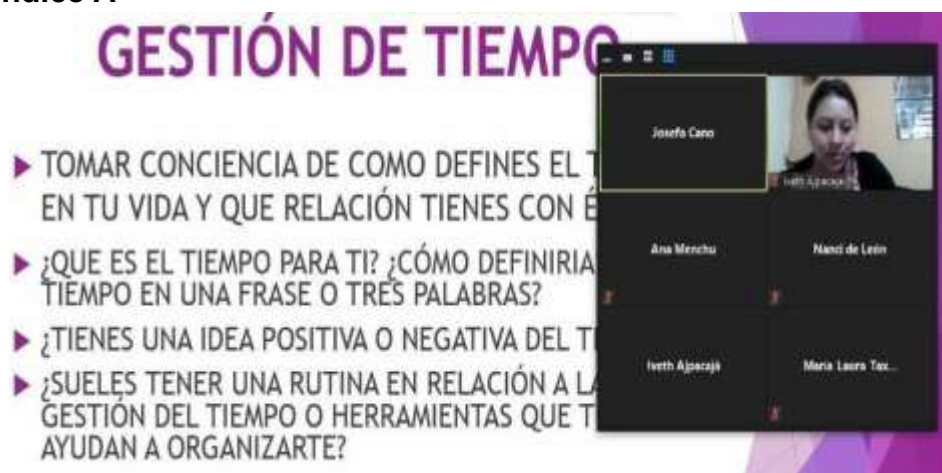 GESTIÓN DE TIEMPO
TOMAR CONCIENCIA DE COMO DEFINES EL T
EN TU VIDA Y QUE RELACIÓN TIENES CON É
¿QUE ES EL TIEMPO PARA TI? ¿CÓMO DEFINIRIA
TIEMPO EN UNA FRASE O TRES PALABRAS?
¿TIENES UNA IDEA POSITIVA O NEGATIVA DEL TI
¿SUELES TENER UNA RUTINA EN RELACIÓN A LA
GESTIÓN DEL TIEMPO O HERRAMIENTAS QUE T
AYUDAN A ORGANIZARTE?
Josefo Cano
Iveth Ajpacajá
Ana Menchu
Nanci de León
Iveth Ajpacajá
Maria Laura Tax...